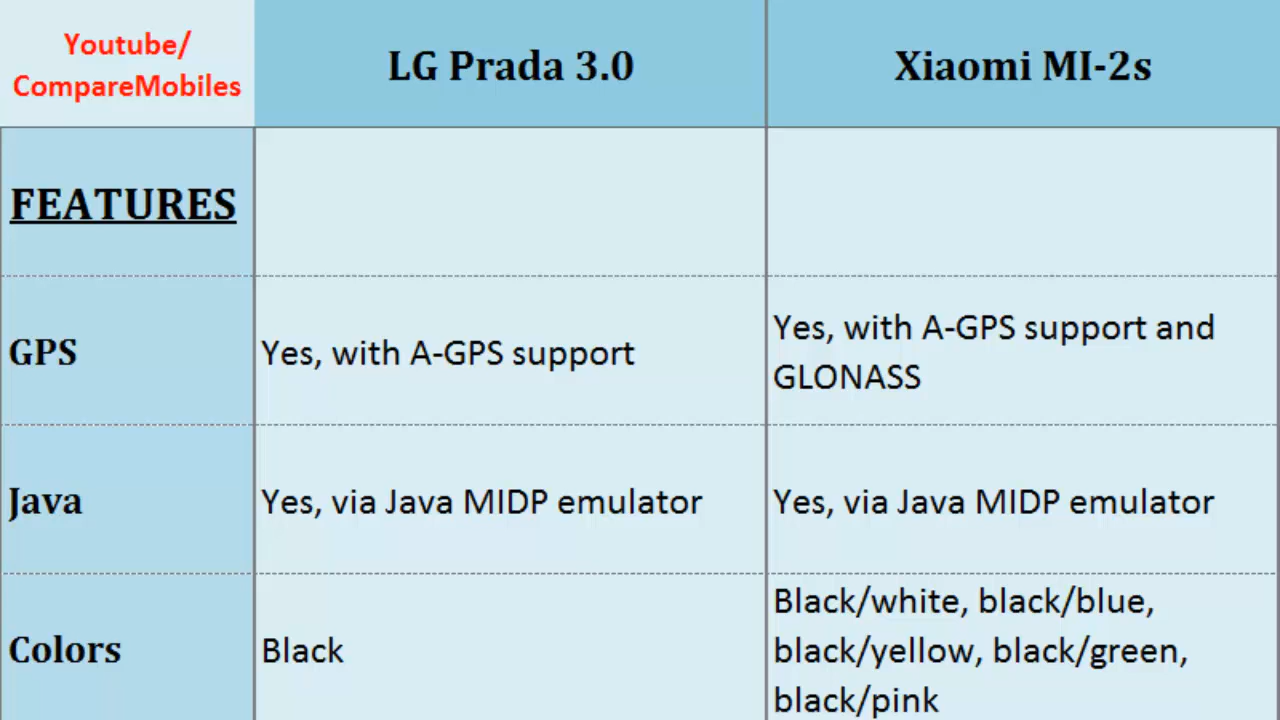 Youtube/
CompareMobiles
LG Prada 3.0
Xiaomi MI-2s
FEATURES
GPS
Yes, with A-GPS support
Yes, with A-GPS support and
GLONASS
Java
Yes, via Java MIDP emulator
Yes, via Java MIDP emulator
Colors
Black
Black/white, black/blue,
black/yellow, black/green,
black/pink